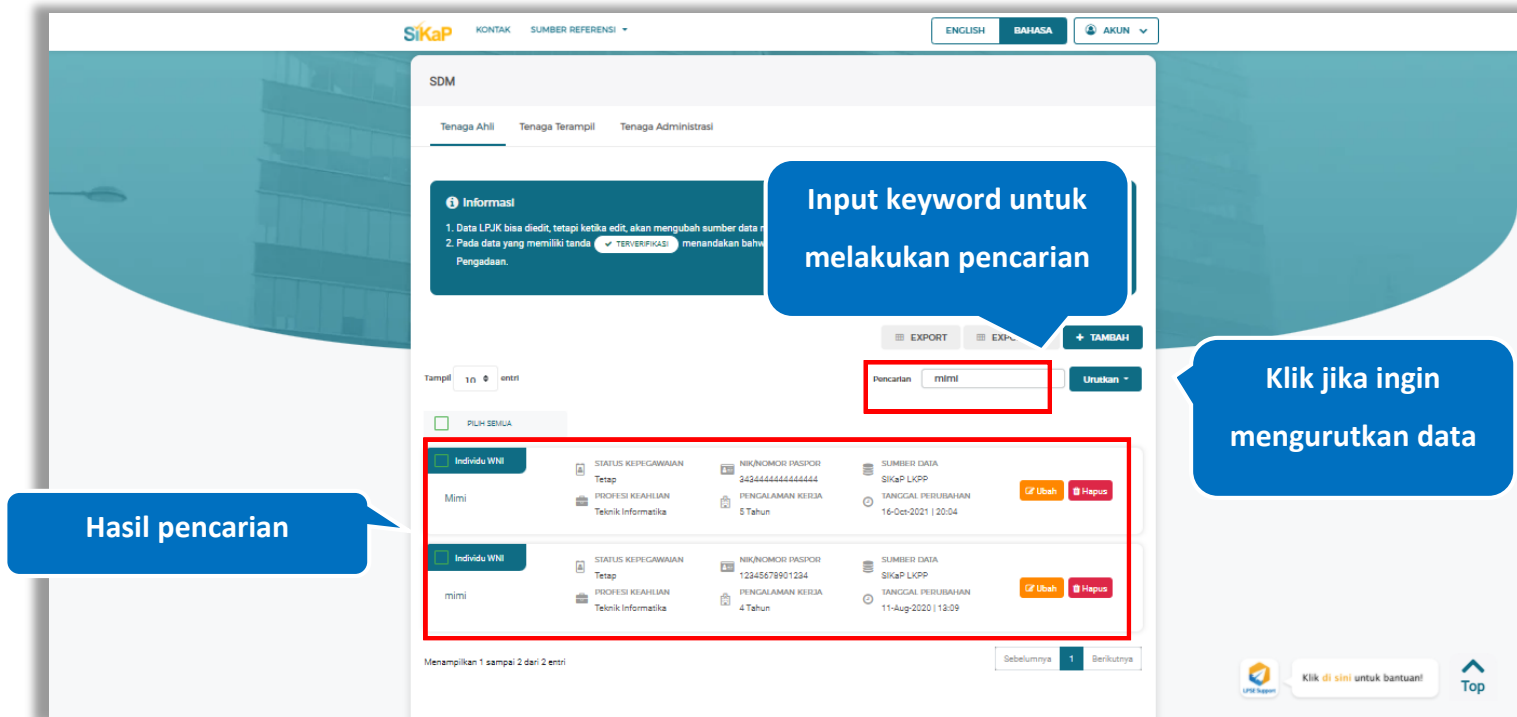 SiKaP KONTAK SUMBER REFERENSI ENGLISH BAHASA AKUN
SDM
Tenaga Ahli Tenaga Terampil Tenaga Administrasi
Input keyword untuk
melakukan pencarian
Informasi
1. Data LPJK bisa diedit, tetapi ketika edit, akan mengubah sumber data
2. Pada data yang memiliki tanda TERVERIFIKASI menandakan bahw
Pengadaan.
EXPORT TAMBAH
Klik jika ingin
mengurutkan data
Tampil 10 entri Pencarian mimi Urutkan
PILIH SEMUA
Individu WNI
Mimi
STATUS KEPEGAWAIAN
Tetap
PROFESI KEAHLIAN
Teknik Informatika
NIK/NOMOR PASPOR
3434444444444444
PENGALAMAN KERJA
5 Tahun
SUMBER DATA
SIKaP LKPP
TANGGAL PERUBAHAN
16-Oct-2021 | 20:04
Ubah Hapus
Hasil pencarian
Individu WNI
mimi
STATUS KEPEGAWAIAN
Tetap
PROFESI KEAHLIAN
Teknik Informatika
NIK/NOMOR PASPOR
12345678901234
PENGALAMAN KERJA
4 Tahun
SUMBER DATA
SIKaP LKPP
TANGGAL PERUBAHAN
11-Aug-2020 | 13:09
Ubah Hapus
Menampilkan 1 sampai 2 dari 2 entri
Sebelumnya 1 Berikutnya
LPSE Support
Klik di sini untuk bantuan!
Top